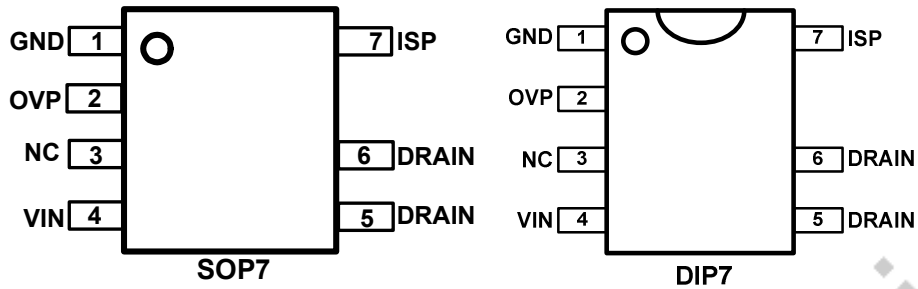 GND 1 7 ISP
OVP 2
NC 3 6 DRAIN
VIN 4 5 DRAIN
SOP7
GND 1 7 ISP
OVP 2
NC 3 6 DRAIN
VIN 4 5 DRAIN
DIP7